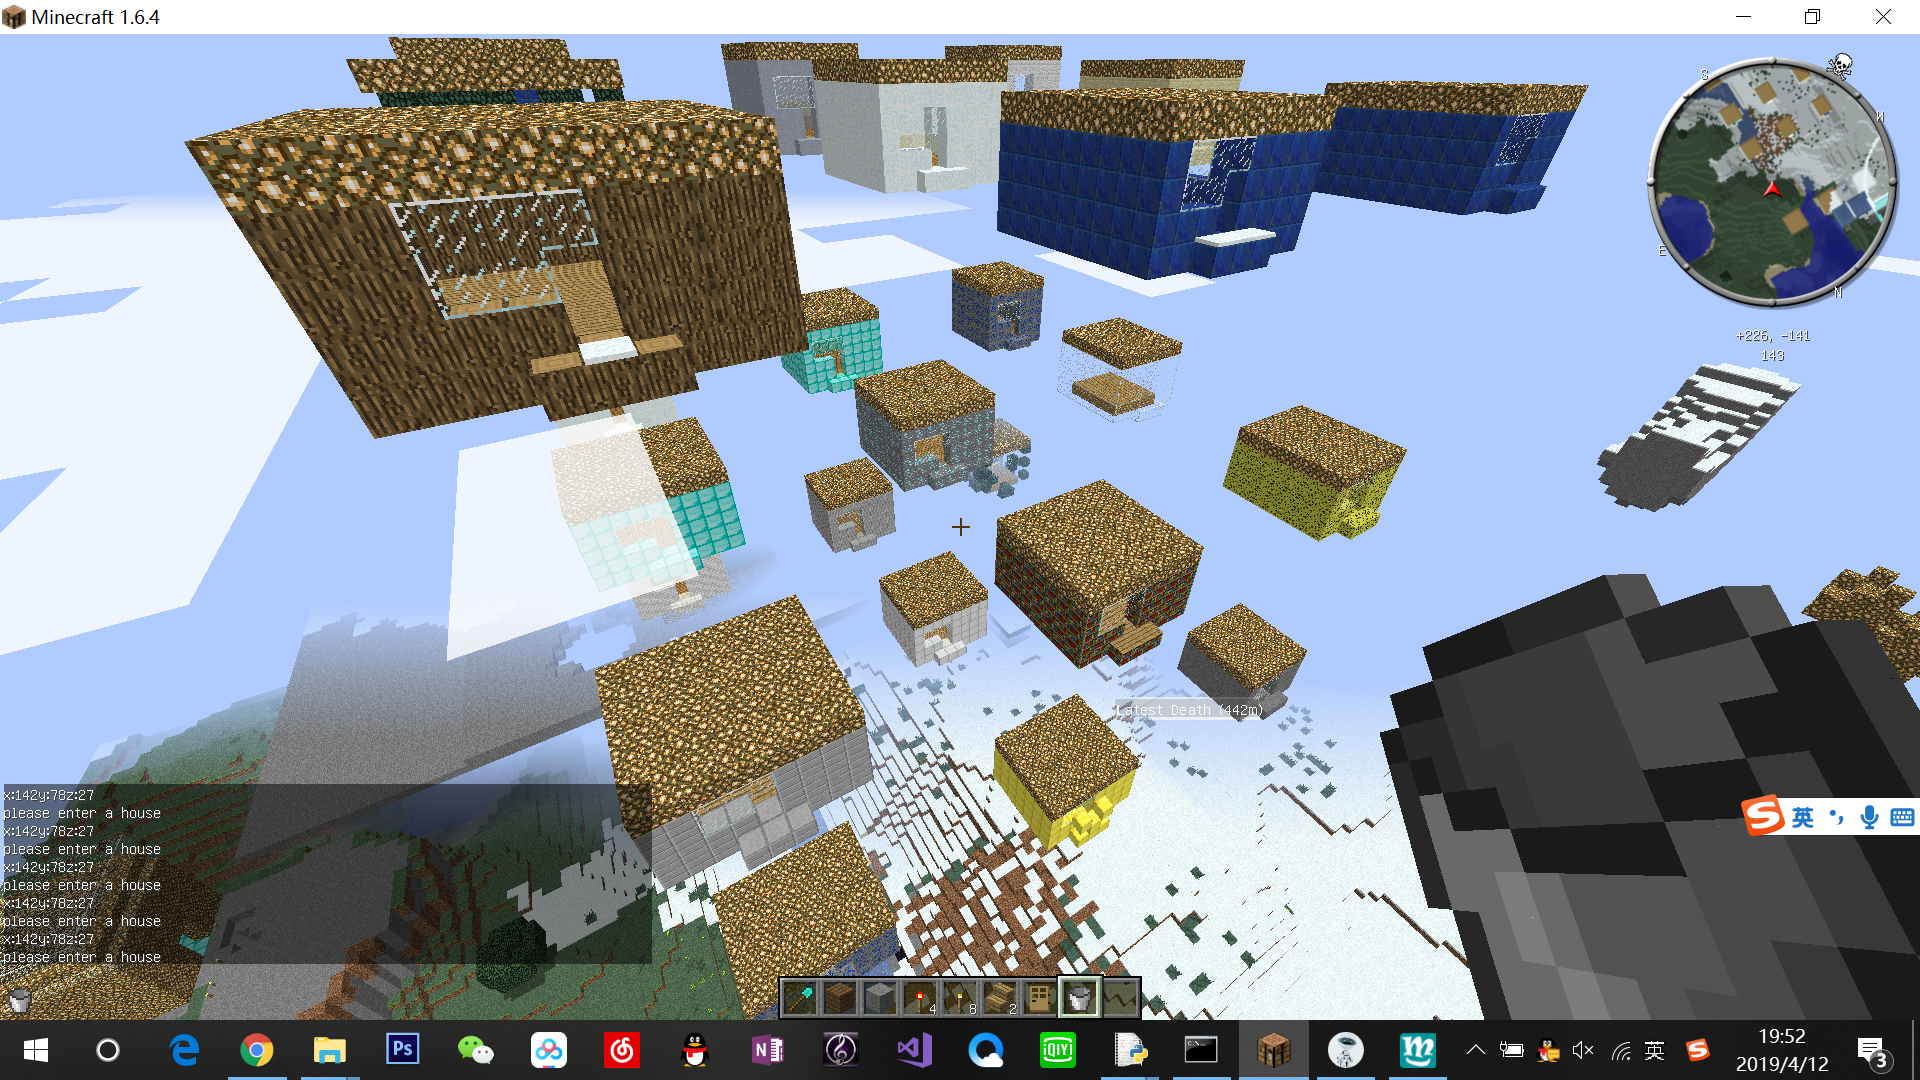 Minecraft 1.6.4
S
W
E
N
+226, -141
143
Latest Death (442m)
x:142y:78z:27
please enter a house
x:142y:78z:27
please enter a house
x:142y:78z:27
please enter a house
x:142y:78z:27
please enter a house
x:142y:78z:27
please enter a house
S 英
4
8
2
Ps
N
iQIY
C:\
m
英
S
19:52
2019/4/12
3